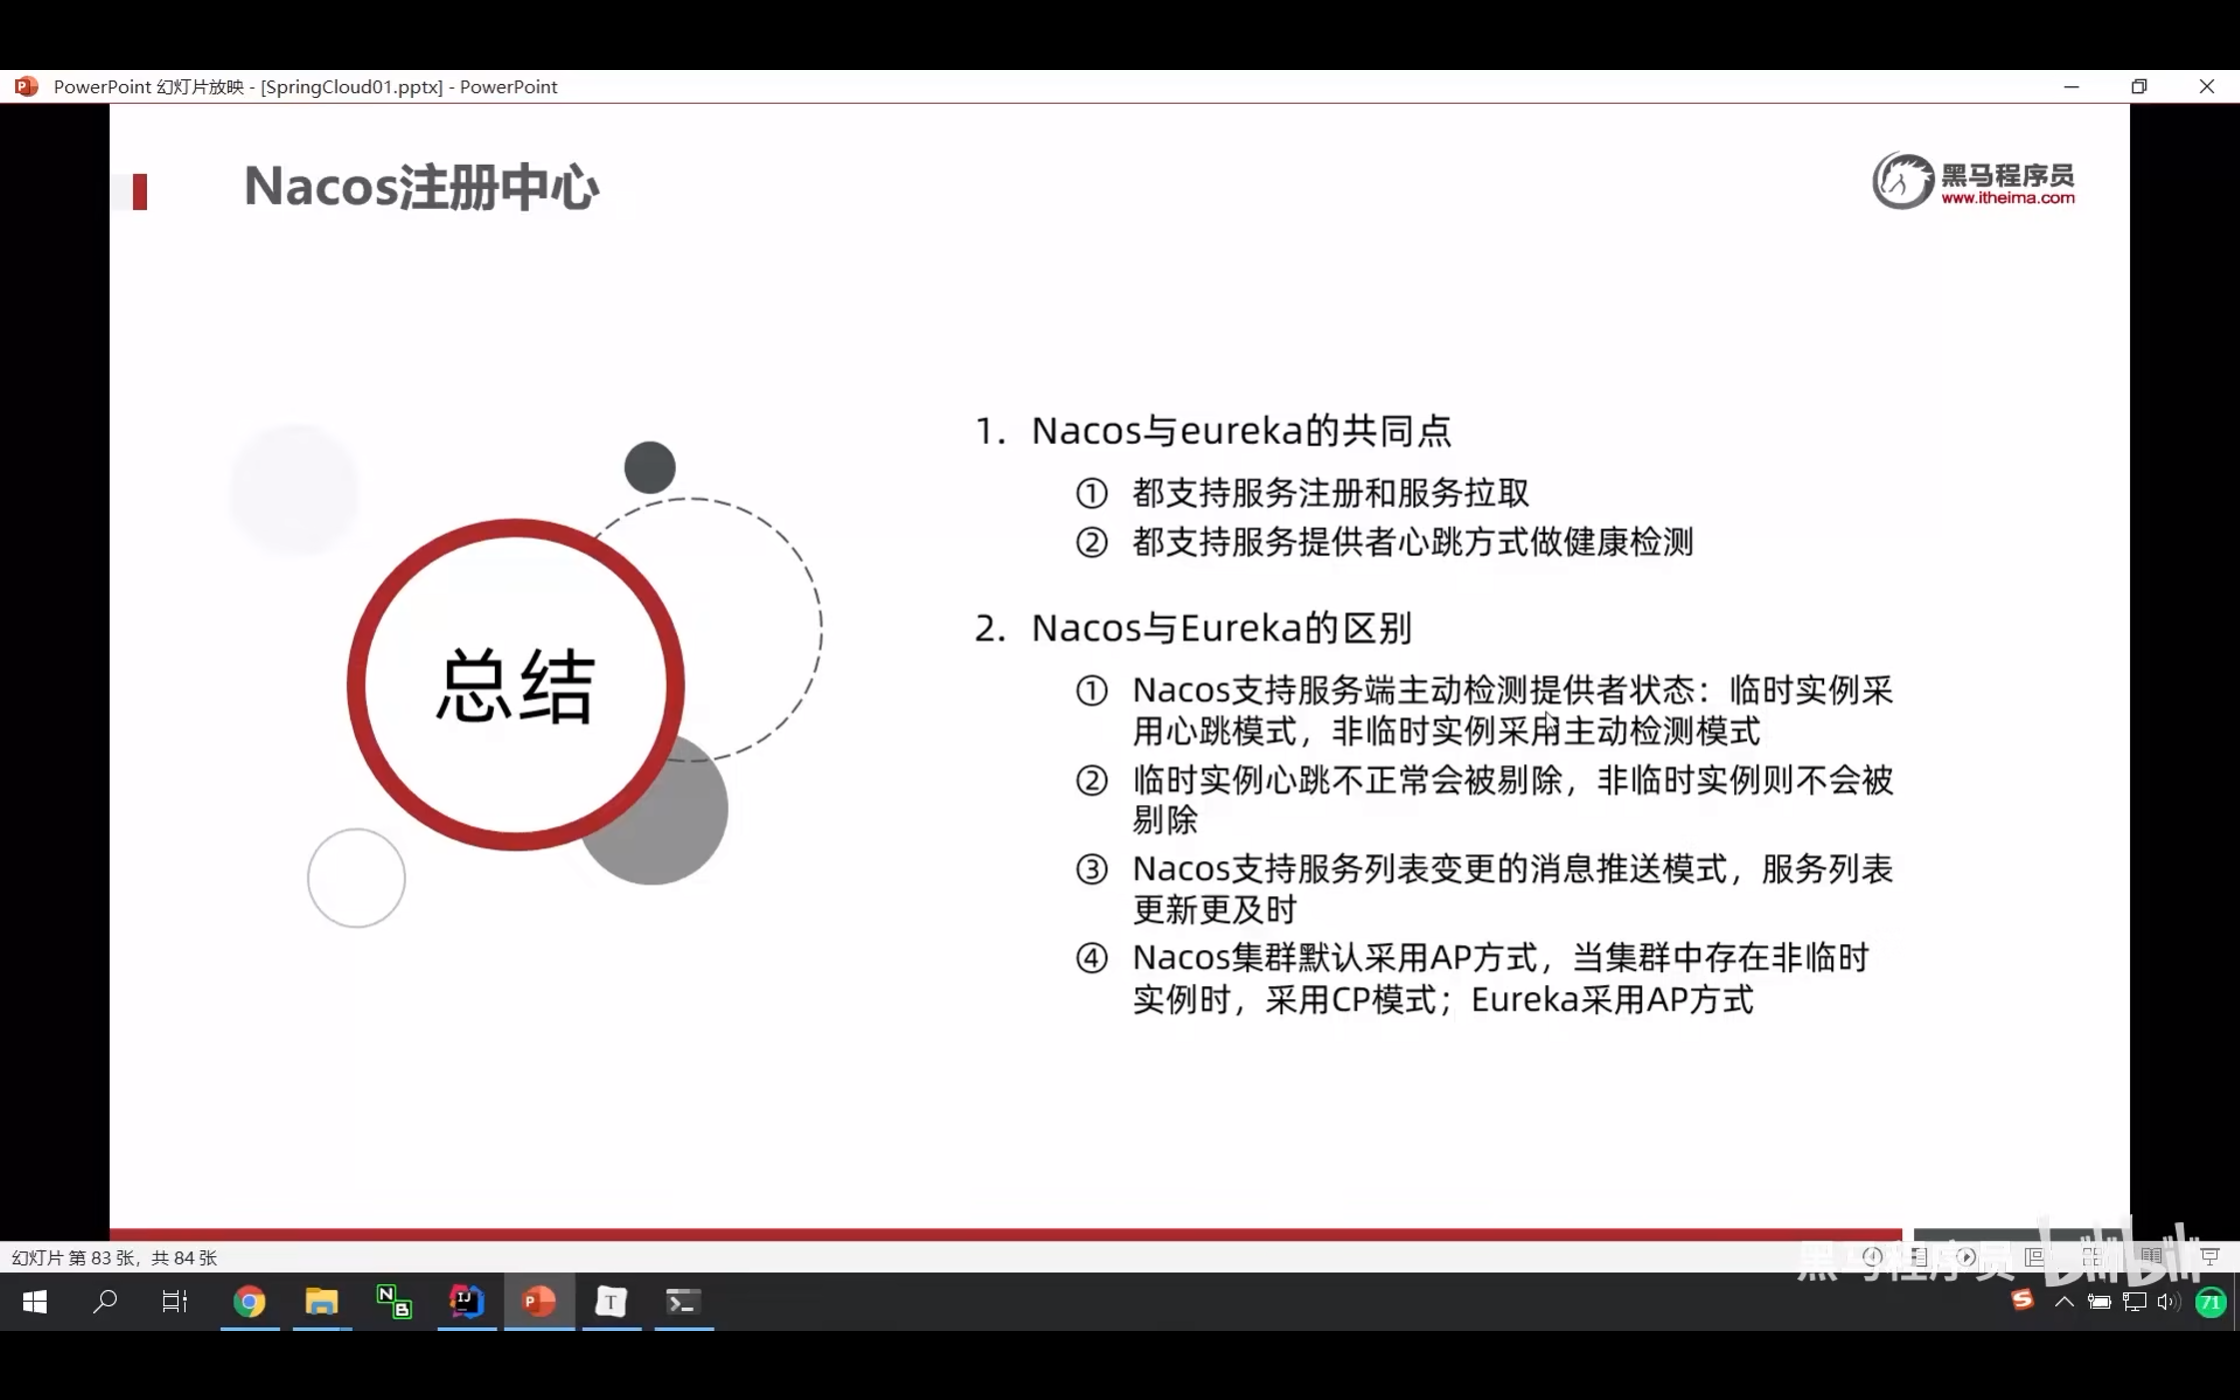 PowerPoint 幻灯片放映 - [SpringCloud01.pptx] - PowerPoint
Nacos注册中心
黑马程序员
www.itheima.com
总结
1. Nacos与eureka的共同点
① 都支持服务注册和服务拉取
② 都支持服务提供者心跳方式做健康检测
2. Nacos与Eureka的区别
① Nacos支持服务端主动检测提供者状态：临时实例采
用心跳模式，非临时实例采用主动检测模式
② 临时实例心跳不正常会被剔除，非临时实例则不会被
剔除
③ Nacos支持服务列表变更的消息推送模式，服务列表
更新更及时
④ Nacos集群默认采用AP方式，当集群中存在非临时
实例时，采用CP模式；Eureka采用AP方式
幻灯片 第 83 张，共 84 张
黑马程序员 bilibili
71